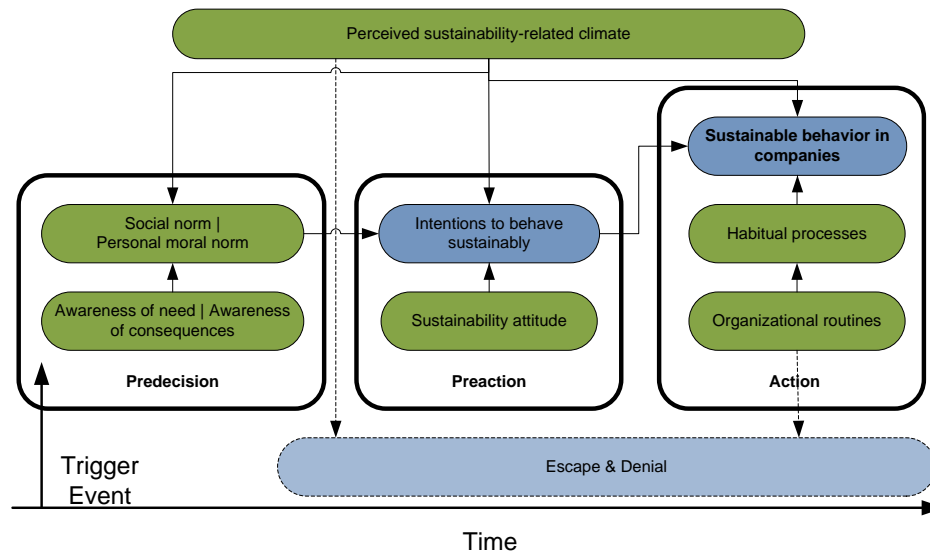 Perceived sustainability-related climate
Sustainable behavior in
companies
Social norm |
Personal moral norm
Intentions to behave
sustainably
Habitual processes
Awareness of need | Awareness
of consequences
Sustainability attitude
Organizational routines
Predecision
Preaction
Action
Trigger
Event
Escape & Denial
Time